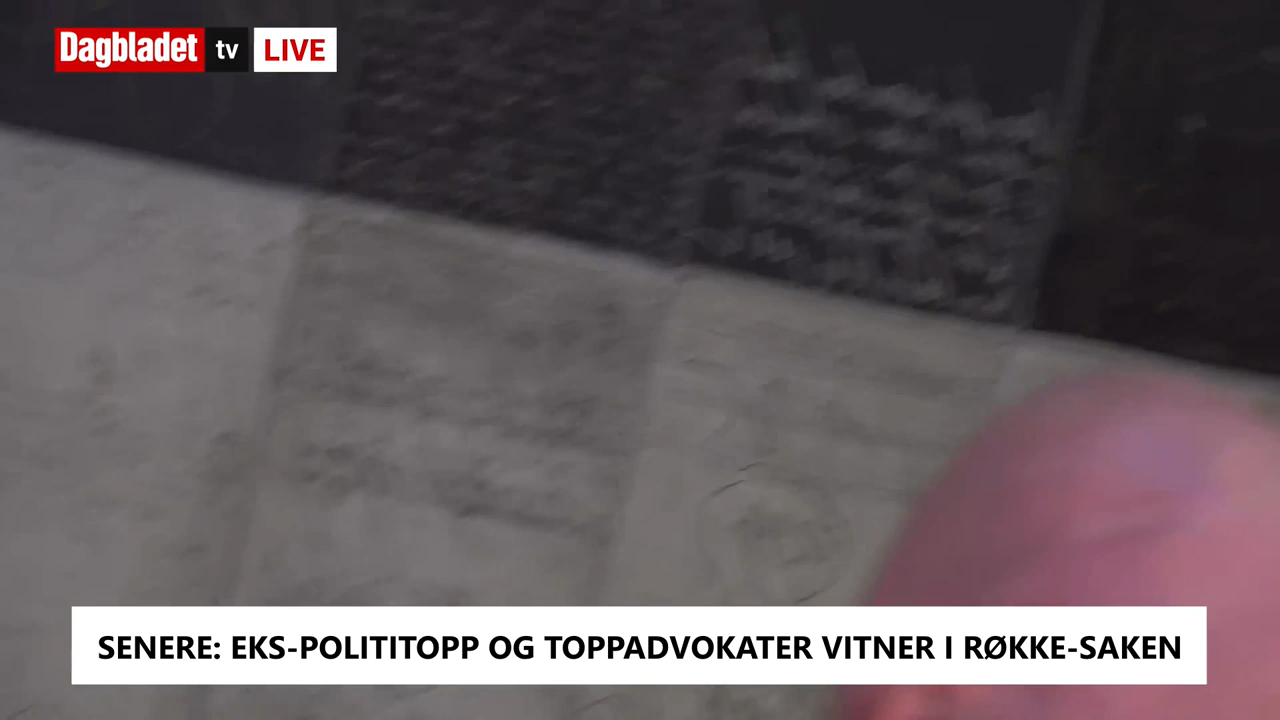 Dagbladet tv LIVE
SENERE: EKS-POLITITOPP OG TOPPADVOKATER VITNER I RØKKE-SAKEN